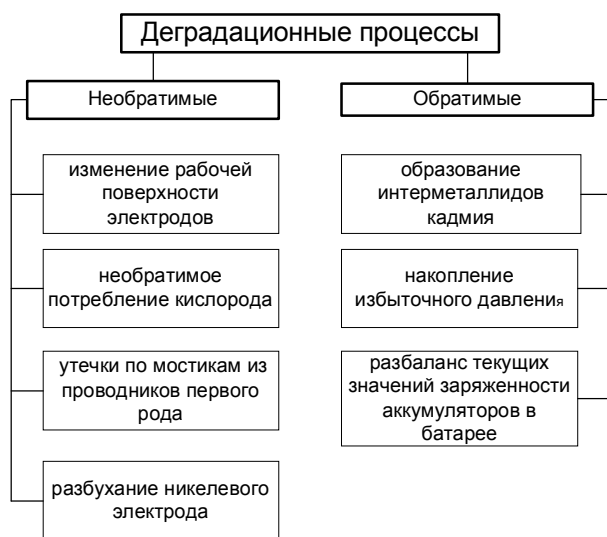 Деградационные процессы
Необратимые
Обратимые
изменение рабочей
поверхности
электродов
образование
интерметаллидов
кадмия
необратимое
потребление кислорода
накопление
избыточного давления
утечки по мостикам из
проводников первого
рода
разбаланс текущих
значений заряженности
аккумуляторов в
батарее
разбухание никелевого
электрода